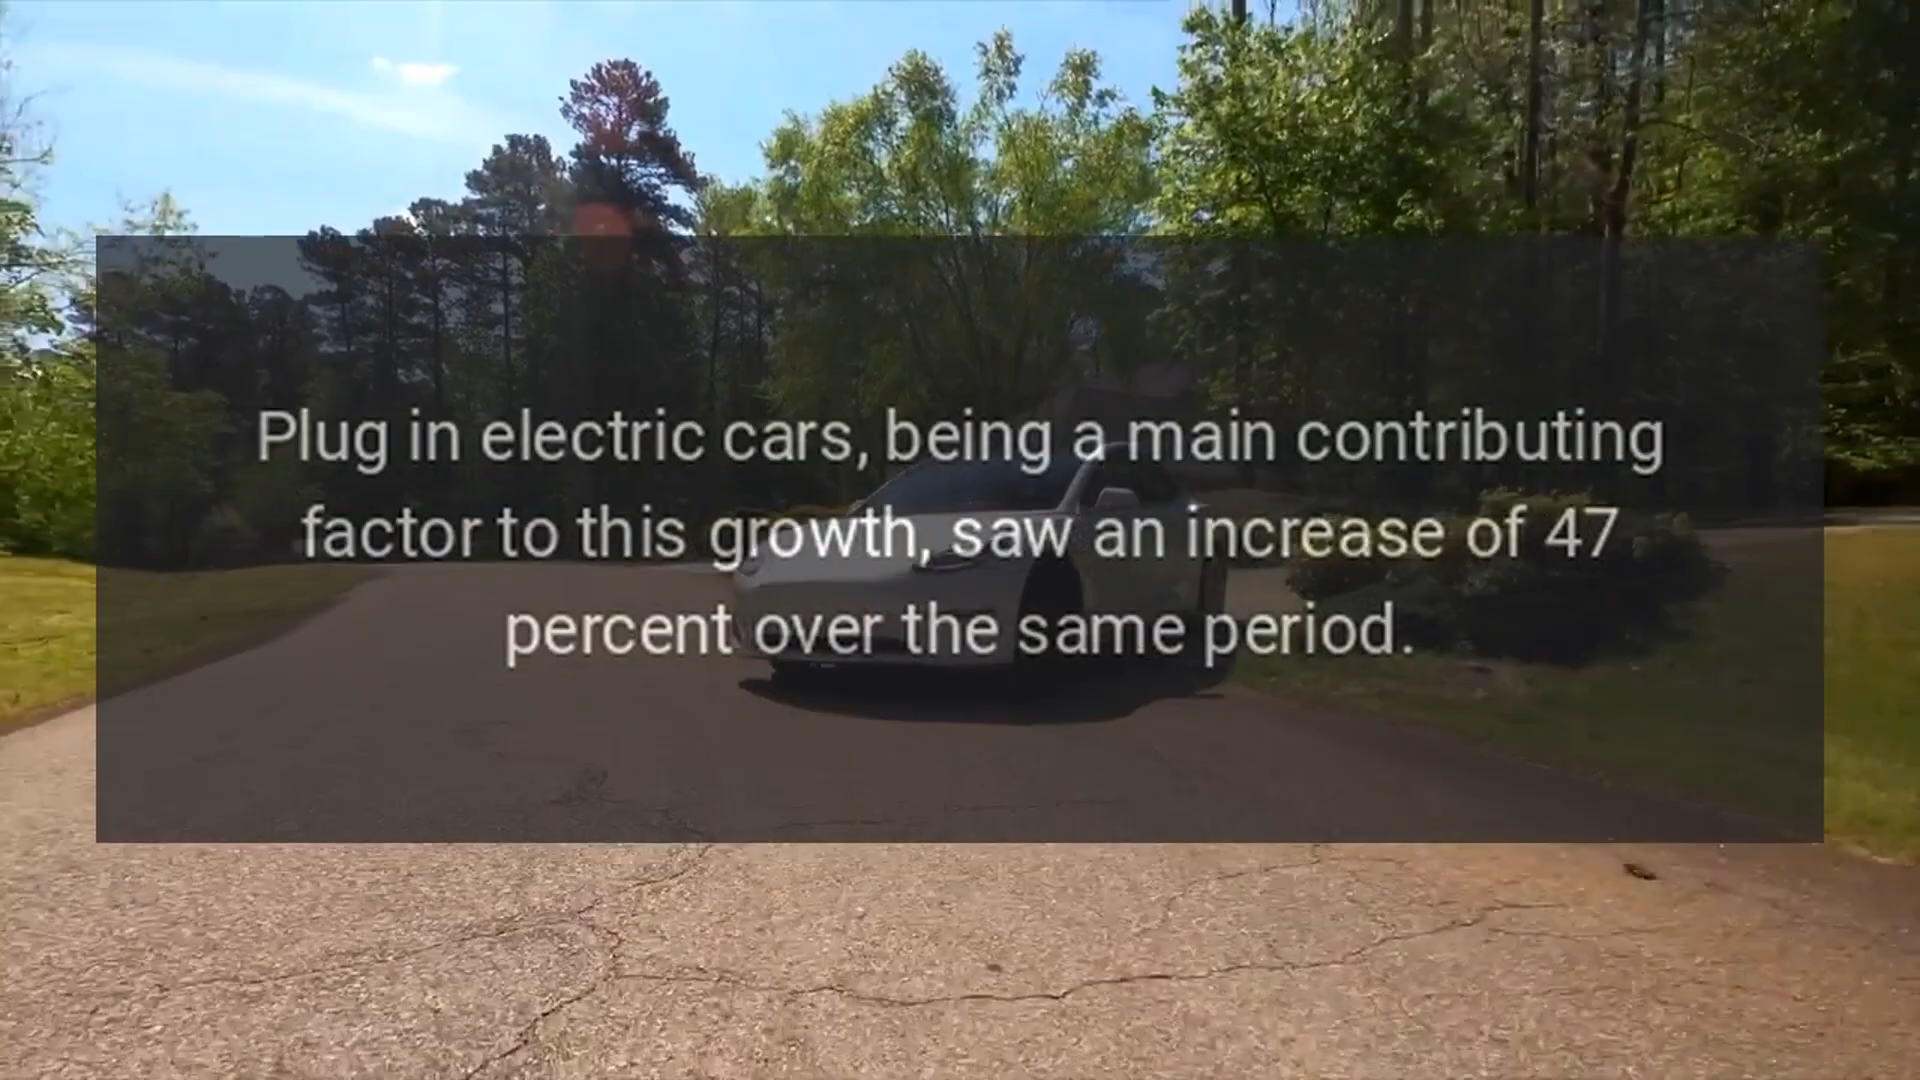 Plug in electric cars, being a main contributing
factor to this growth, saw an increase of 47
percent over the same period.